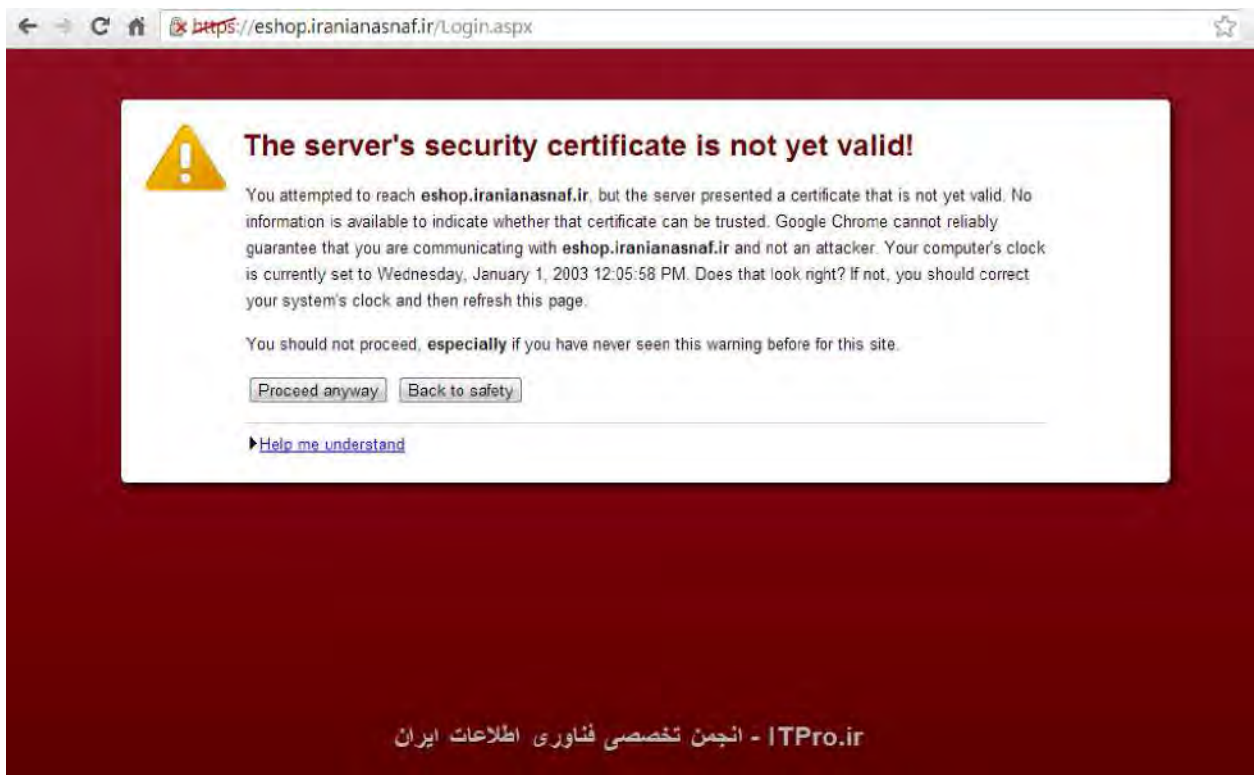 https://eshop.iranianasnaf.ir/Login.aspx
The server's security certificate is not yet valid!
You attempted to reach eshop.iranianasnaf.ir, but the server presented a certificate that is not yet valid. No
information is available to indicate whether that certificate can be trusted. Google Chrome cannot reliably
guarantee that you are communicating with eshop.iranianasnaf.ir and not an attacker. Your computer's clock
is currently set to Wednesday, January 1, 2003 12:05:58 PM. Does that look right? If not, you should correct
your system's clock and then refresh this page.
You should not proceed, especially if you have never seen this warning before for this site.
Proceed anyway Back to safety
Help me understand
ITPro.ir - انجمن تخصصی فناوری اطلاعات ایران